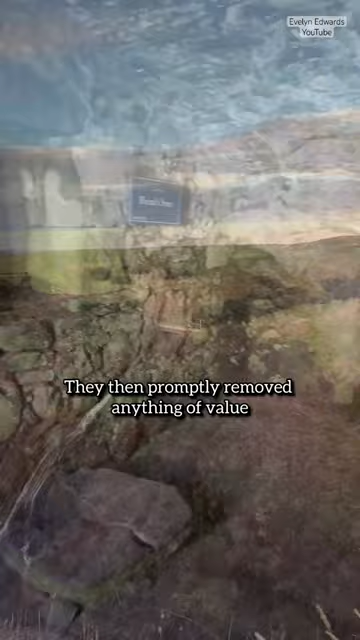 Evelyn Edwards
YouTube
They then promptly removed
anything of value